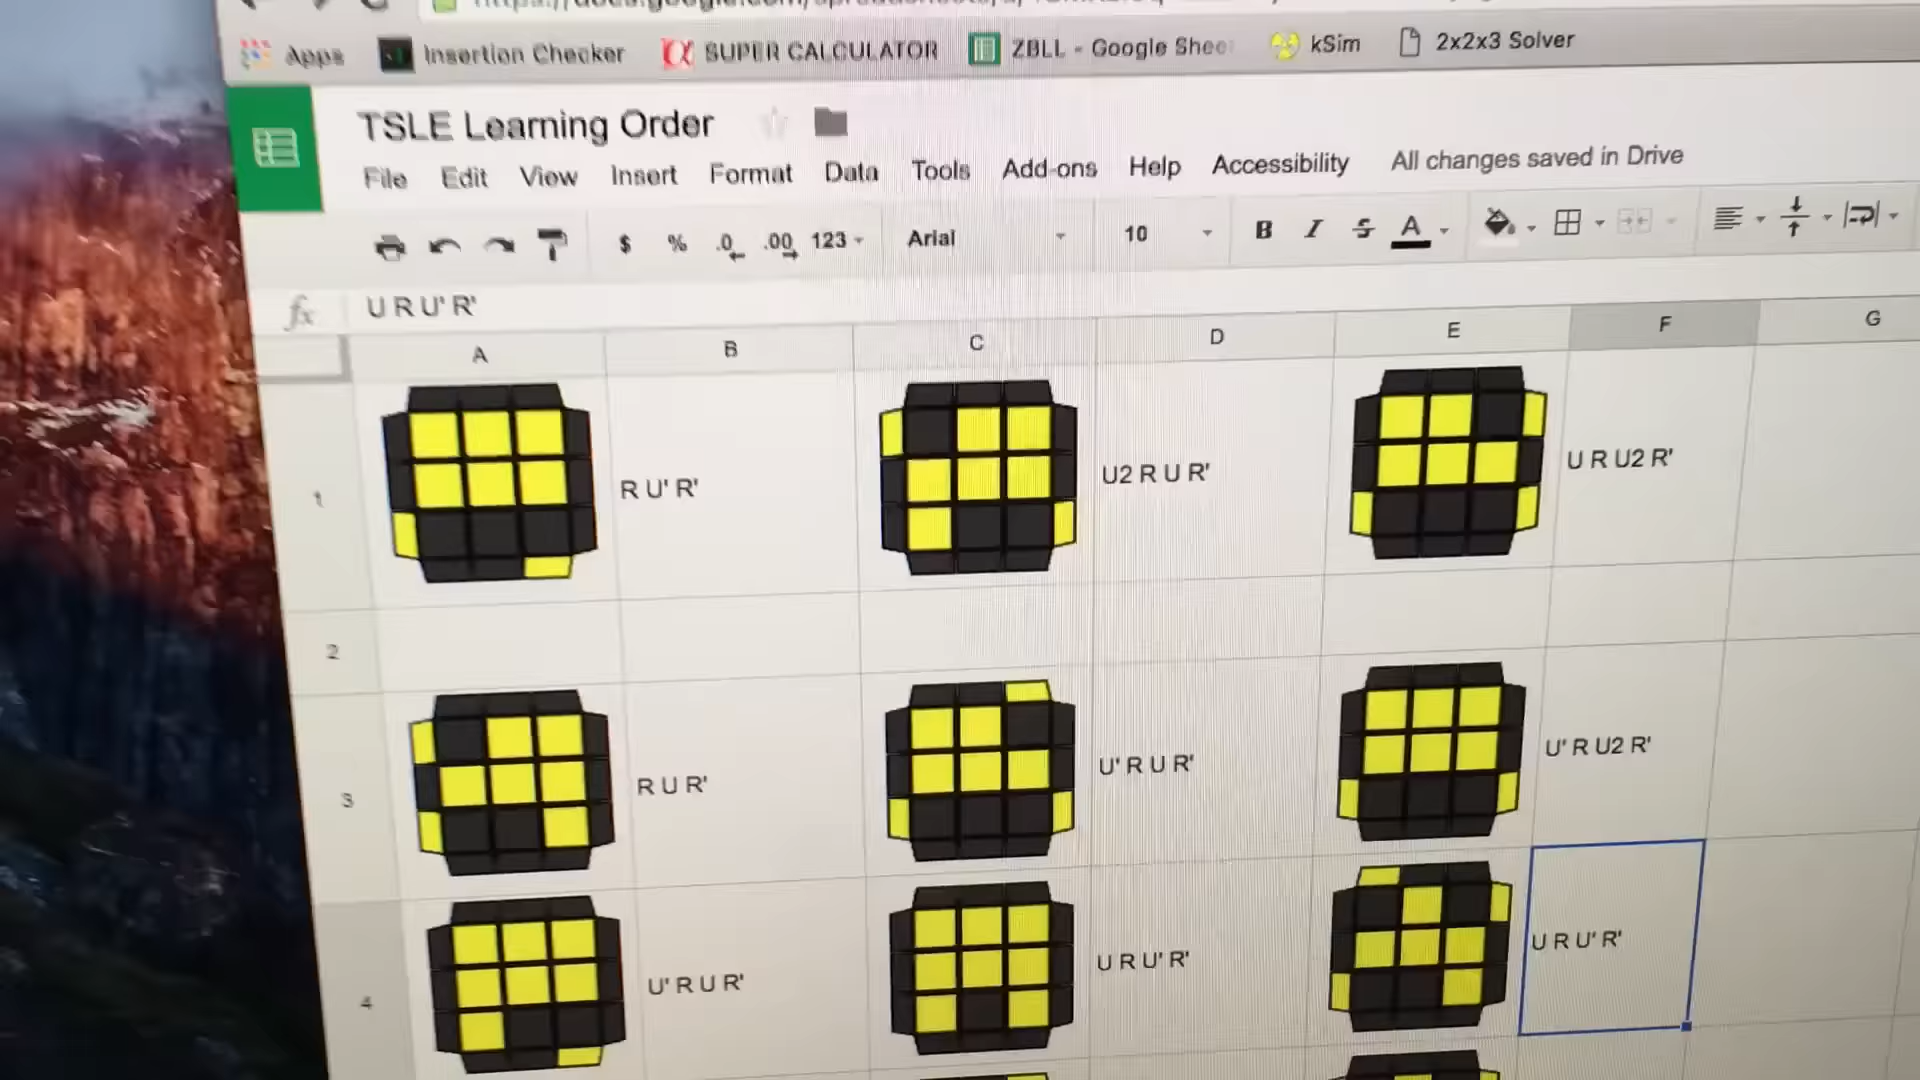 Apps Insertion Checker SUPER CALCULATOR ZBLL - Google Shee kSim 2x2x3 Solver
TSLE Learning Order
File Edit View Insert Format Data Tools Add-ons Help Accessibility All changes saved in Drive
$ % .0 .00 123 Arial 10 B I S A
fx U R U' R'
A B C D E F G
1 R U' R' U2 R U R' U R U2 R'
2
3 R U R' U' R U R' U' R U2 R'
4 U' R U R' U R U' R' U R U' R'